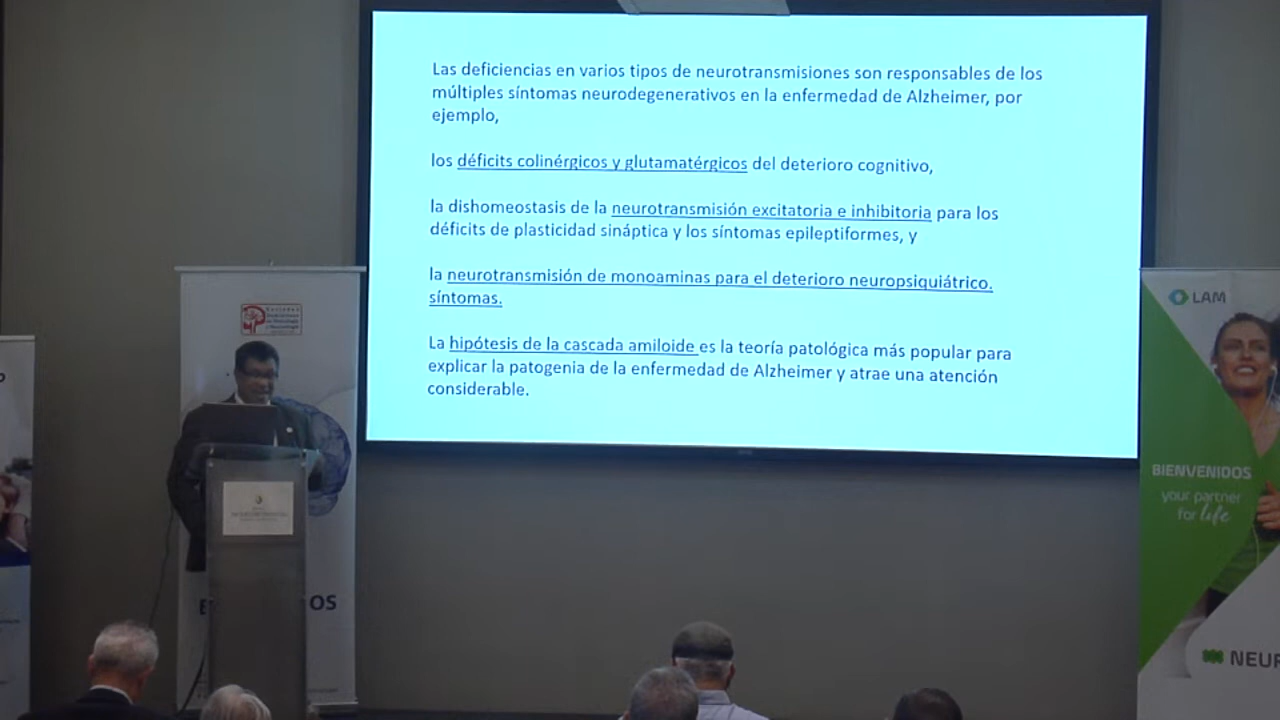 Las deficiencias en varios tipos de neurotransmisiones son responsables de los
múltiples síntomas neurodegenerativos en la enfermedad de Alzheimer, por
ejemplo,
los déficits colinérgicos y glutamatérgicos del deterioro cognitivo,
la dishomeostasis de la neurotransmisión excitatoria e inhibitoria para los
déficits de plasticidad sináptica y los síntomas epileptiformes, y
la neurotransmisión de monoaminas para el deterioro neuropsiquiátrico.
síntomas.
La hipótesis de la cascada amiloide es la teoría patológica más popular para
explicar la patogenia de la enfermedad de Alzheimer y atrae una atención
considerable.
LAM
BIENVENIDOS
your partner
for life